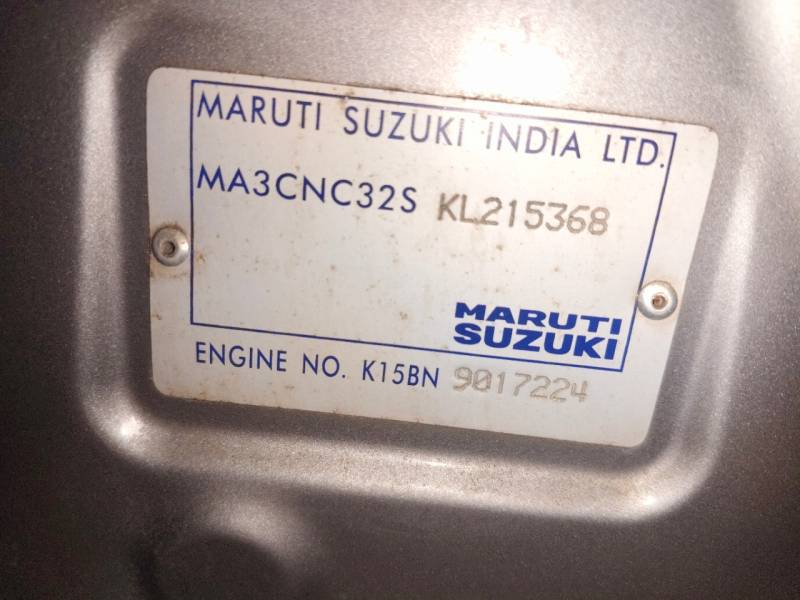 MARUTI SUZUKI INDIA LTD.
MA3CNC32S KL215368
MARUTI
SUZUKI
ENGINE NO. K15BN 9017224